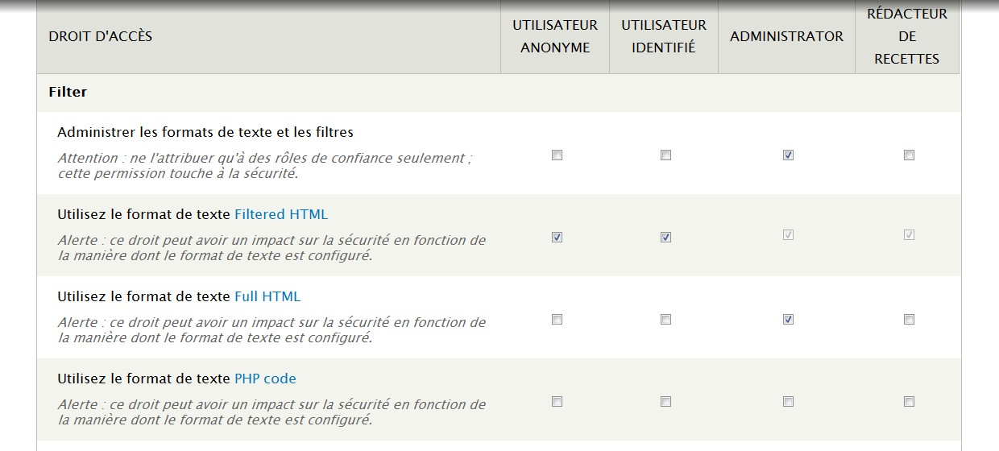 DROIT D'ACCÈS
UTILISATEUR
ANONYME
UTILISATEUR
IDENTIFIÉ
ADMINISTRATOR
RÉDACTEUR
DE
RECETTES
Filter
Administrer les formats de texte et les filtres
Attention : ne l'attribuer qu'à des rôles de confiance seulement ;
cette permission touche à la sécurité.
Utilisez le format de texte Filtered HTML
Alerte : ce droit peut avoir un impact sur la sécurité en fonction de
la manière dont le format de texte est configuré.
Utilisez le format de texte Full HTML
Alerte : ce droit peut avoir un impact sur la sécurité en fonction de
la manière dont le format de texte est configuré.
Utilisez le format de texte PHP code
Alerte : ce droit peut avoir un impact sur la sécurité en fonction de
la manière dont le format de texte est configuré.